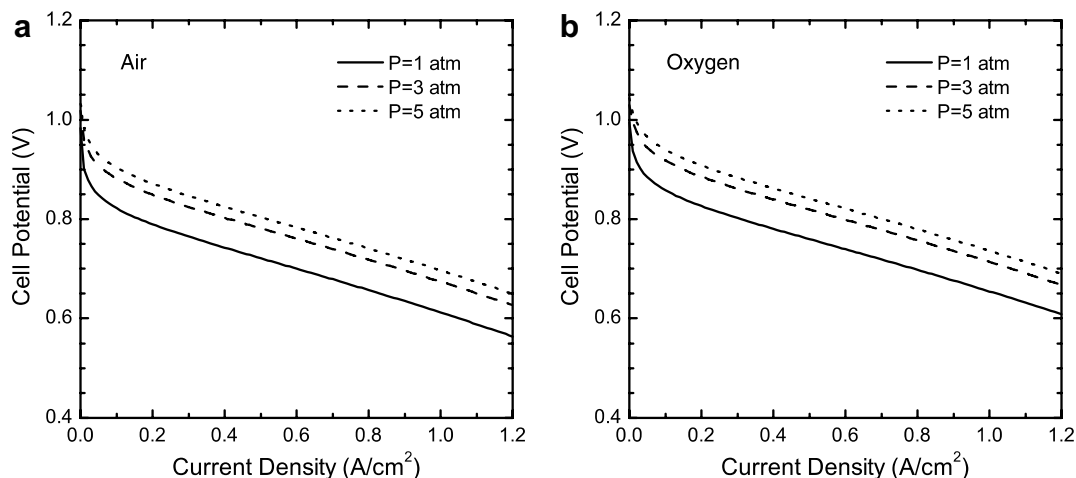 a
Air
P=1 atm
P=3 atm
P=5 atm
1.2
1.0
0.8
0.6
0.4
Cell Potential (V)
0.0 0.2 0.4 0.6 0.8 1.0 1.2
Current Density (A/cm²)
b
Oxygen
P=1 atm
P=3 atm
P=5 atm
1.2
1.0
0.8
0.6
0.4
Cell Potential (V)
0.0 0.2 0.4 0.6 0.8 1.0 1.2
Current Density (A/cm²)